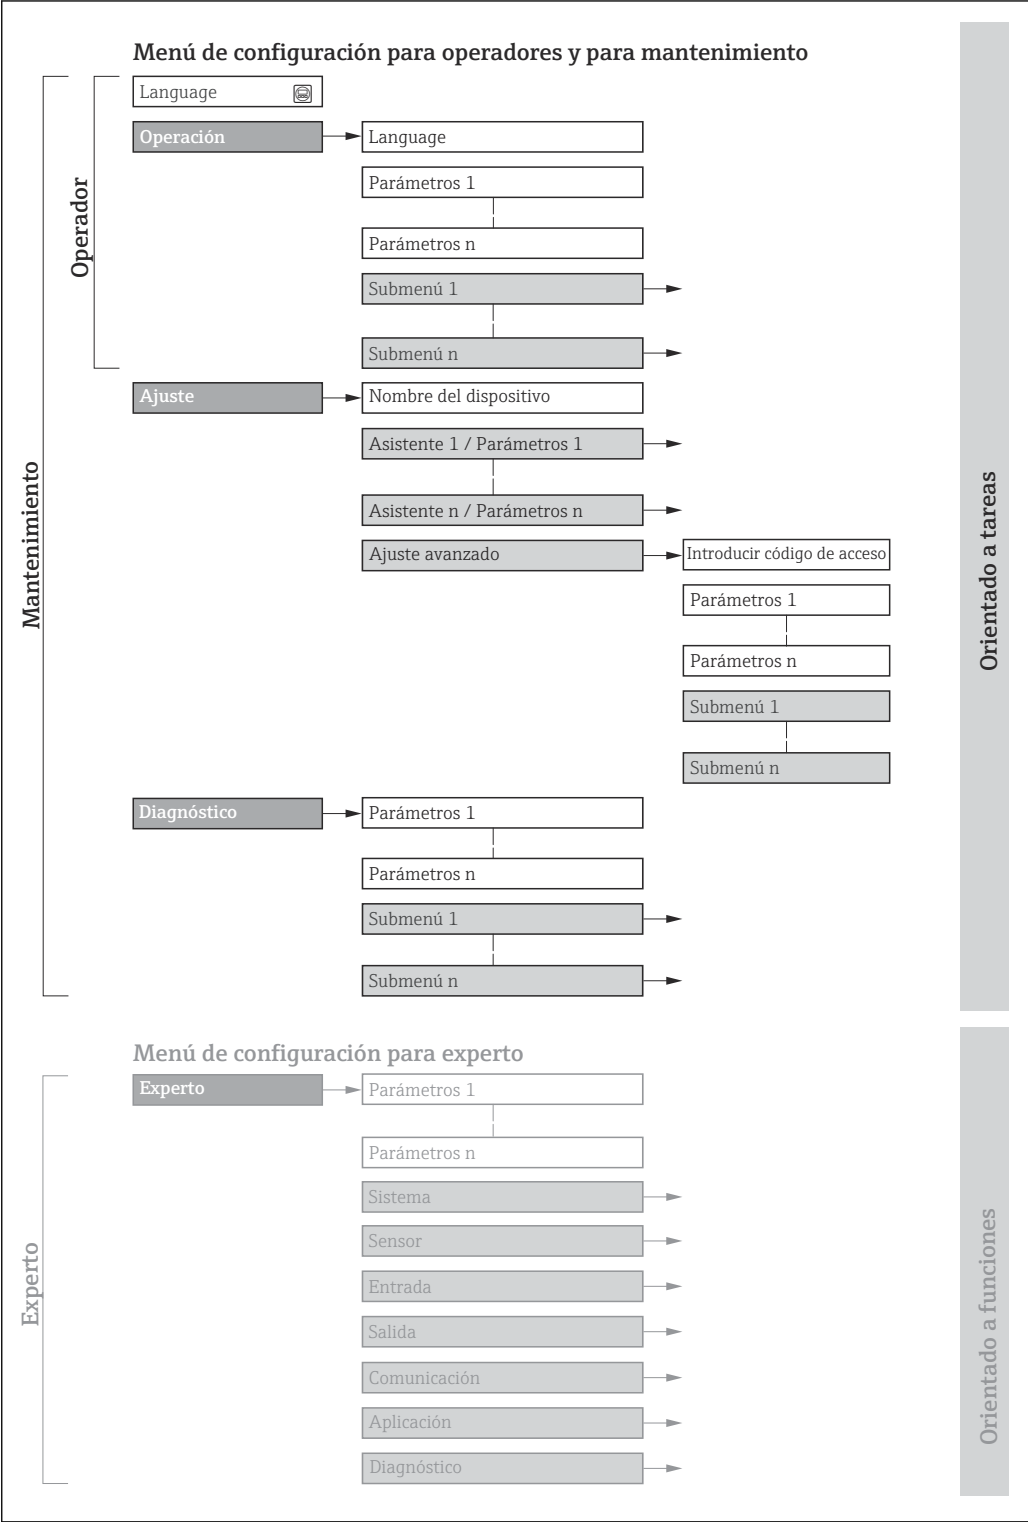 Menú de configuración para operadores y para mantenimiento
Mantenimiento
Operador
Language
Operación
Language
Parámetros 1
Parámetros n
Submenú 1
Submenú n
Ajuste
Nombre del dispositivo
Asistente 1 / Parámetros 1
Asistente n / Parámetros n
Ajuste avanzado
Introducir código de acceso
Parámetros 1
Parámetros n
Submenú 1
Submenú n
Diagnóstico
Parámetros 1
Parámetros n
Submenú 1
Submenú n
Orientado a tareas
Menú de configuración para experto
Experto
Experto
Parámetros 1
Parámetros n
Sistema
Sensor
Entrada
Salida
Comunicación
Aplicación
Diagnóstico
Orientado a funciones